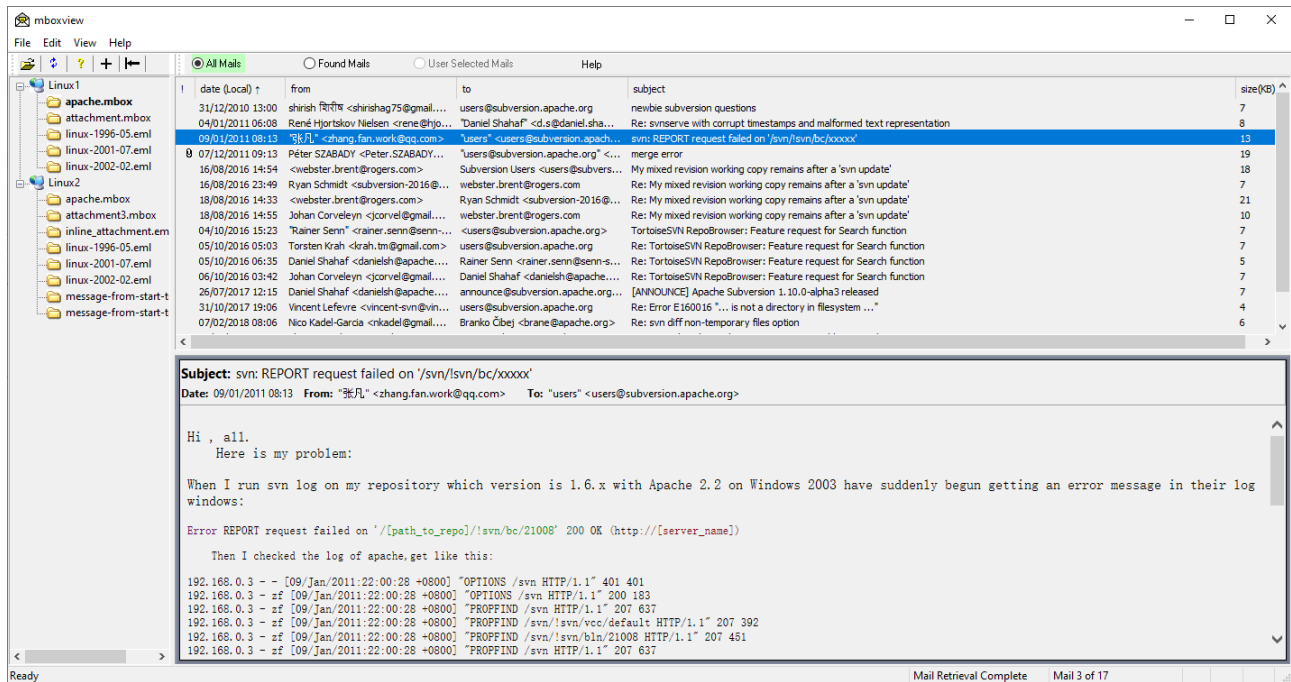 mboxview
File Edit View Help
All Mails Found Mails User Selected Mails Help
Linux1
apache.mbox
attachment.mbox
linux-1996-05.eml
linux-2001-07.eml
linux-2002-02.eml
Linux2
apache.mbox
attachment3.mbox
inline_attachment.em
linux-1996-05.eml
linux-2001-07.eml
linux-2002-02.eml
message-from-start-t
message-from-start-t
! date (Local) ↑ from to subject size(KB)
31/12/2010 13:00 shirish शिरीष <shirishag75@gmail.... users@subversion.apache.org newbie subversion questions 7
04/01/2011 06:08 René Hjortskov Nielsen <rene@hjo... "Daniel Shahaf" <d.s@daniel.sha... Re: svnserve with corrupt timestamps and malformed text representation 8
09/01/2011 08:13 "张凡" <zhang.fan.work@qq.com> "users" <users@subversion.apach... svn: REPORT request failed on '/svn/!svn/bc/xxxxx' 13
07/12/2011 09:13 Péter SZABADY <Peter.SZABADY... "users@subversion.apache.org" <... merge error 19
16/08/2016 14:54 <webster.brent@rogers.com> Subversion Users <users@subvers... My mixed revision working copy remains after a 'svn update' 18
16/08/2016 23:49 Ryan Schmidt <subversion-2016@... webster.brent@rogers.com Re: My mixed revision working copy remains after a 'svn update' 7
18/08/2016 14:33 <webster.brent@rogers.com> Ryan Schmidt <subversion-2016@... Re: My mixed revision working copy remains after a 'svn update' 21
18/08/2016 14:55 Johan Corveleyn <jcorvel@gmail.... webster.brent@rogers.com Re: My mixed revision working copy remains after a 'svn update' 10
04/10/2016 15:23 "Rainer Senn" <rainer.senn@senn-... <users@subversion.apache.org> TortoiseSVN RepoBrowser: Feature request for Search function 7
05/10/2016 05:03 Torsten Krah <krah.tm@gmail.com> users@subversion.apache.org Re: TortoiseSVN RepoBrowser: Feature request for Search function 7
05/10/2016 06:35 Daniel Shahaf <danielsh@apache.... Rainer Senn <rainer.senn@senn-s... Re: TortoiseSVN RepoBrowser: Feature request for Search function 5
06/10/2016 03:42 Johan Corveleyn <jcorvel@gmail.... Daniel Shahaf <danielsh@apache.... Re: TortoiseSVN RepoBrowser: Feature request for Search function 7
26/07/2017 12:15 Daniel Shahaf <danielsh@apache.... announce@subversion.apache.org... [ANNOUNCE] Apache Subversion 1.10.0-alpha3 released 7
31/10/2017 19:06 Vincent Lefevre <vincent-svn@vin... users@subversion.apache.org Re: Error E160016 "... is not a directory in filesystem ..." 4
07/02/2018 08:06 Nico Kadel-Garcia <nkadel@gmail.... Branko Čibej <brane@apache.org> Re: svn diff non-temporary files option 6
Subject: svn: REPORT request failed on '/svn/!svn/bc/xxxxx'
Date: 09/01/2011 08:13 From: "张凡" <zhang.fan.work@qq.com> To: "users" <users@subversion.apache.org>
Hi , all.
Here is my problem:
When I run svn log on my repository which version is 1.6.x with Apache 2.2 on Windows 2003 have suddenly begun getting an error message in their log
windows:
Error REPORT request failed on '/[path_to_repo]/!svn/bc/21008' 200 OK (http://[server_name])
Then I checked the log of apache,get like this:
192.168.0.3 - - [09/Jan/2011:22:00:28 +0800] "OPTIONS /svn HTTP/1.1" 401 401
192.168.0.3 - zf [09/Jan/2011:22:00:28 +0800] "OPTIONS /svn HTTP/1.1" 200 183
192.168.0.3 - zf [09/Jan/2011:22:00:28 +0800] "PROPFIND /svn HTTP/1.1" 207 637
192.168.0.3 - zf [09/Jan/2011:22:00:28 +0800] "PROPFIND /svn/!svn/vcc/default HTTP/1.1" 207 392
192.168.0.3 - zf [09/Jan/2011:22:00:28 +0800] "PROPFIND /svn/!svn/bln/21008 HTTP/1.1" 207 451
192.168.0.3 - zf [09/Jan/2011:22:00:28 +0800] "PROPFIND /svn HTTP/1.1" 207 637
Ready Mail Retrieval Complete Mail 3 of 17